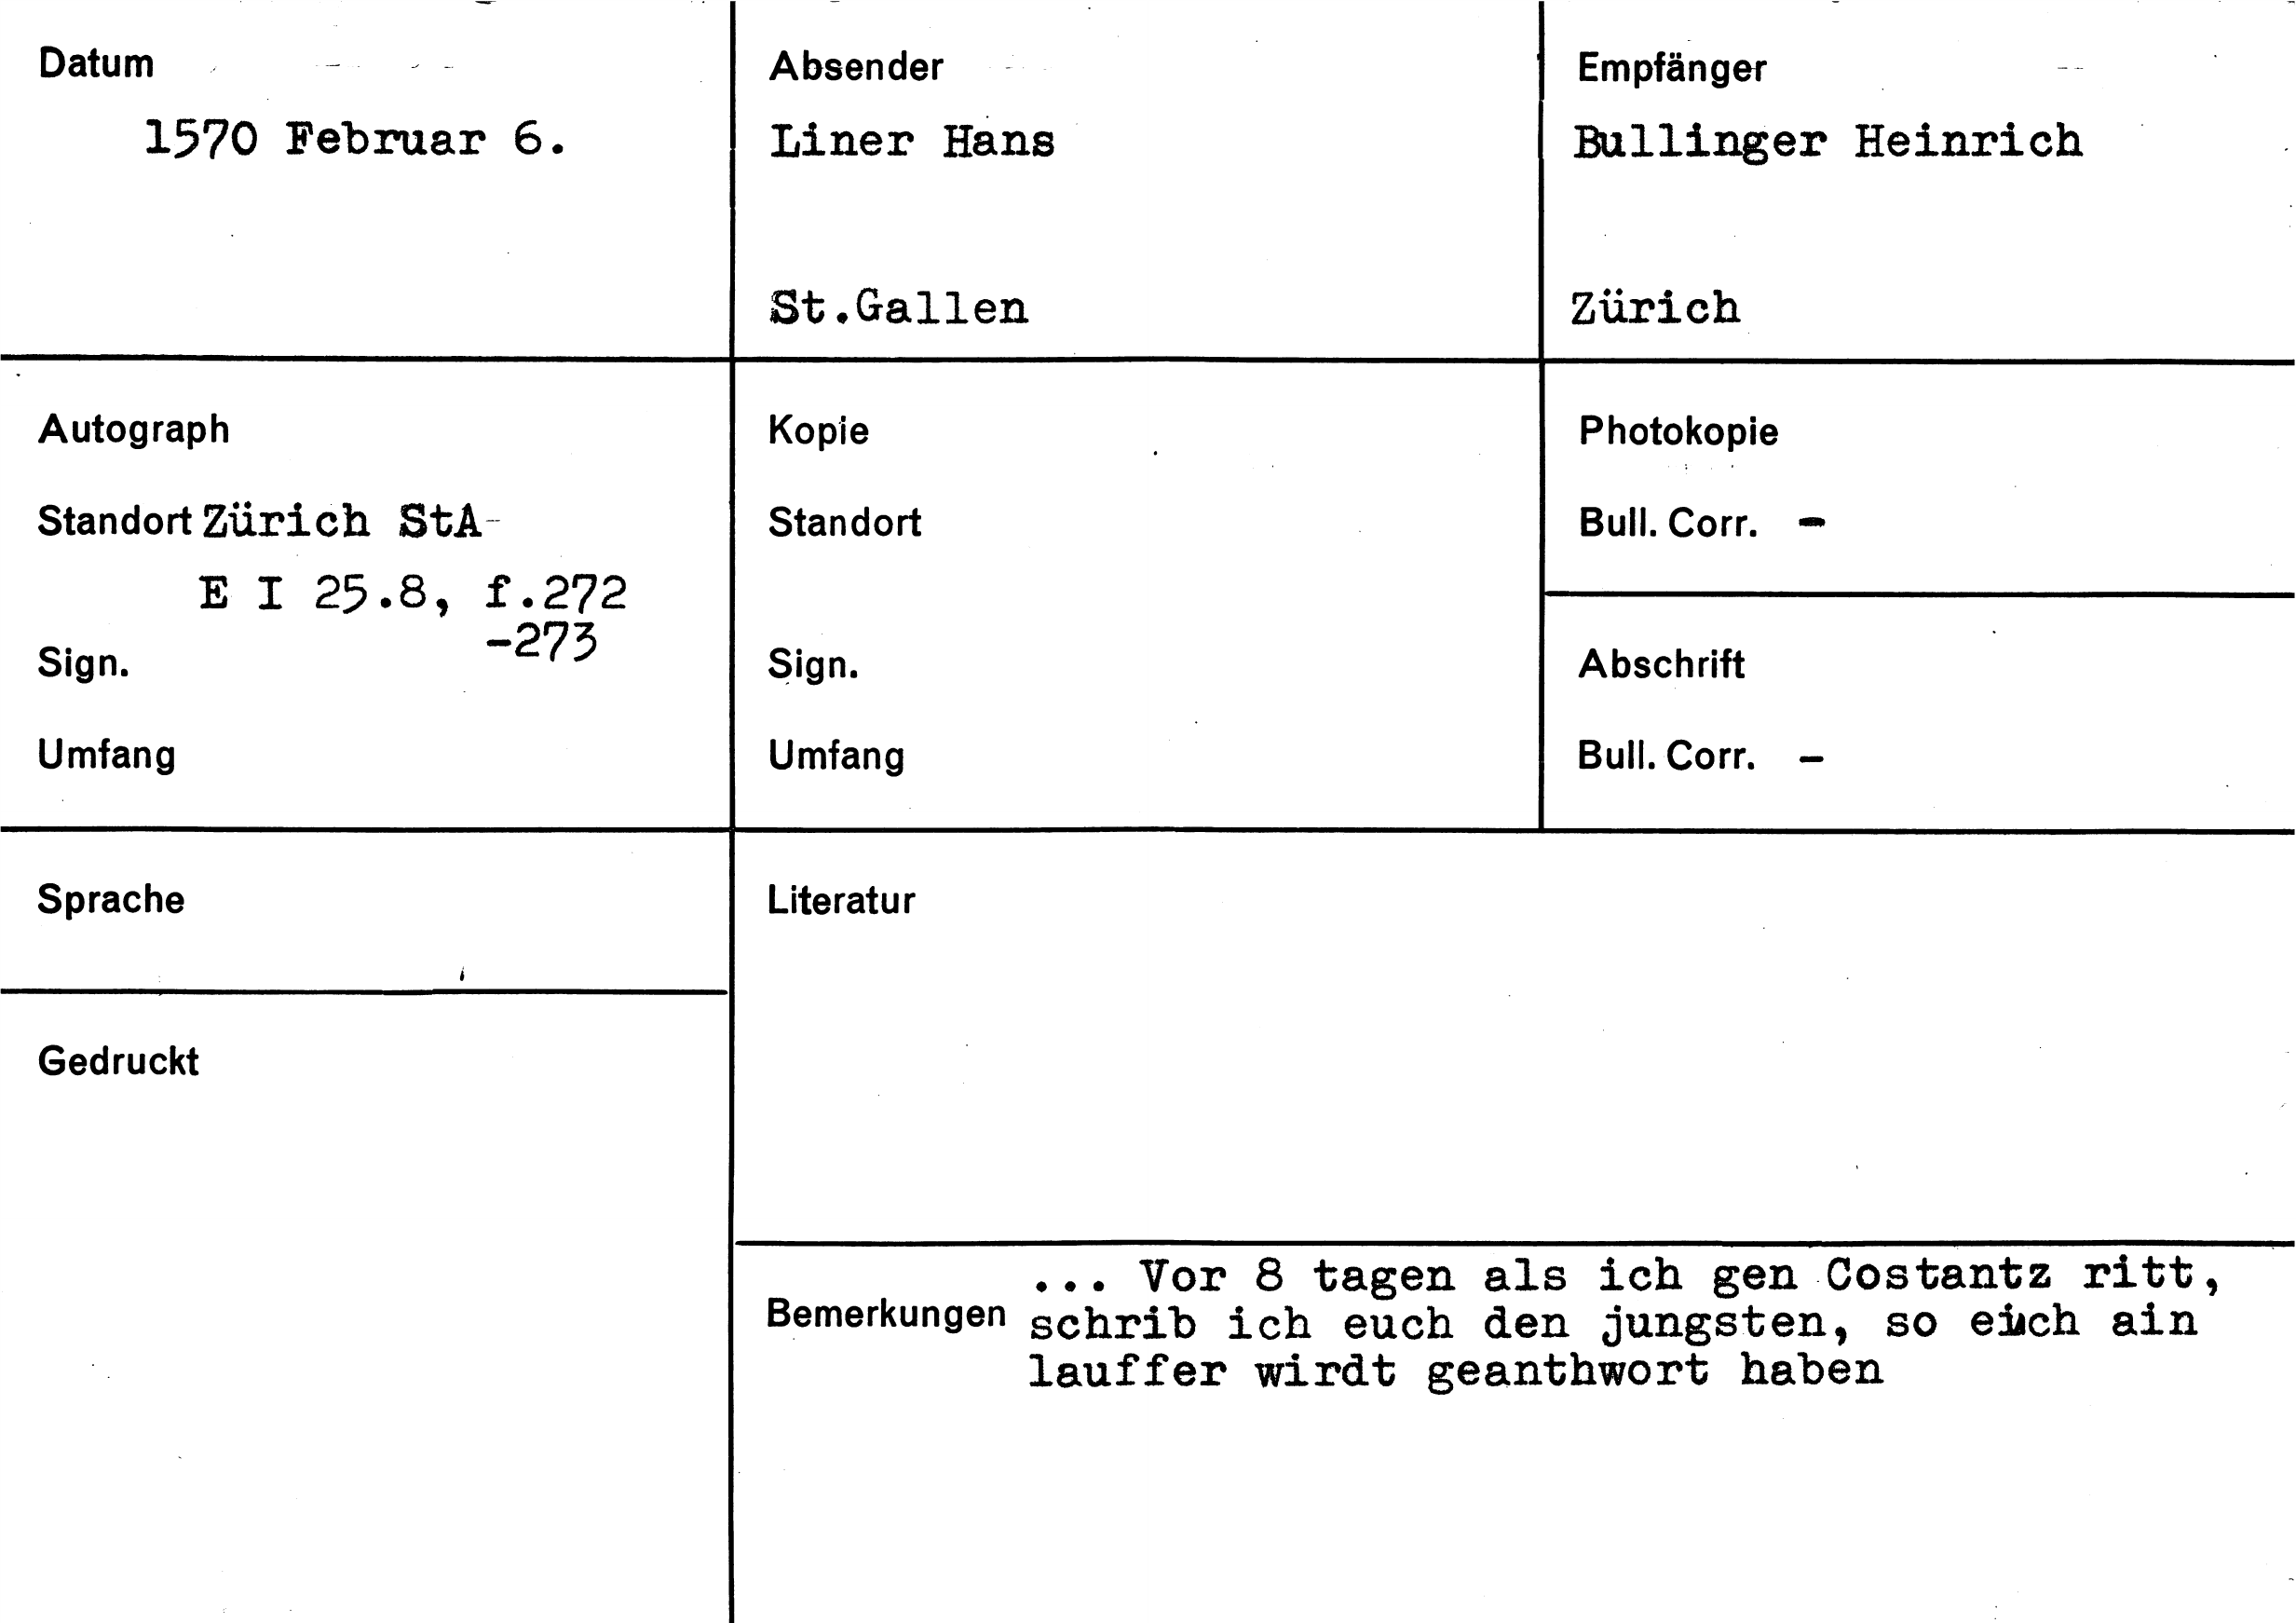 Datum
1570 Februar 6.
Absender
Liner Hans
St.Gallen
Empfänger
Bullinger Heinrich
Zürich
Autograph
Standort Zürich StA
E I 25.8, f.272
-273
Sign.
Umfang
Kopie
Standort
Sign.
Umfang
Photokopie
Bull. Corr. -
Abschrift
Bull. Corr. -
Sprache
Literatur
Gedruckt
Bemerkungen
... Vor 8 tagen als ich gen Costantz ritt,
schrib ich euch den jungsten, so euch ain
lauffer wirdt geanthwort haben